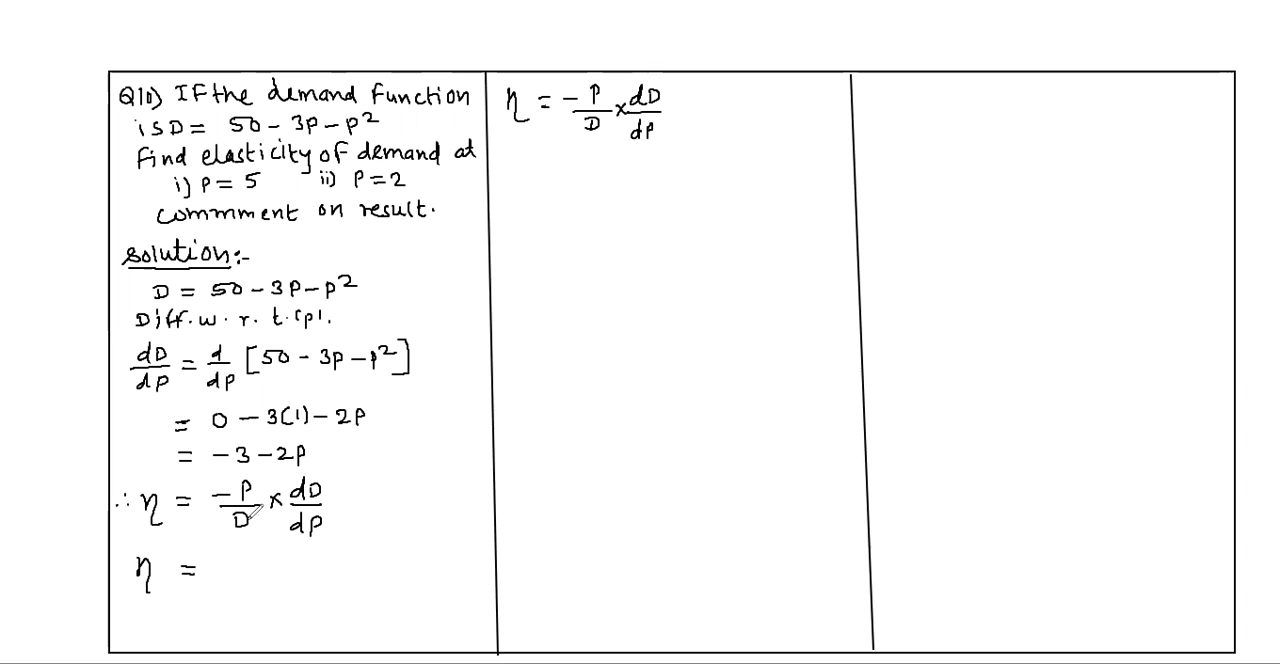 Q10) IF the demand function
is D = 50 - 3p - p²
Find elasticity of demand at
i) p = 5 ii) p = 2
commment on result.
solution:-
D = 50 - 3p - p²
Diff. w. r. t. 'p'.
dD/dp = d/dp [50 - 3p - p²]
= 0 - 3(1) - 2p
= -3 - 2p
∴ η = -p/D × dD/dp
η =
η = -p/D × dD/dp